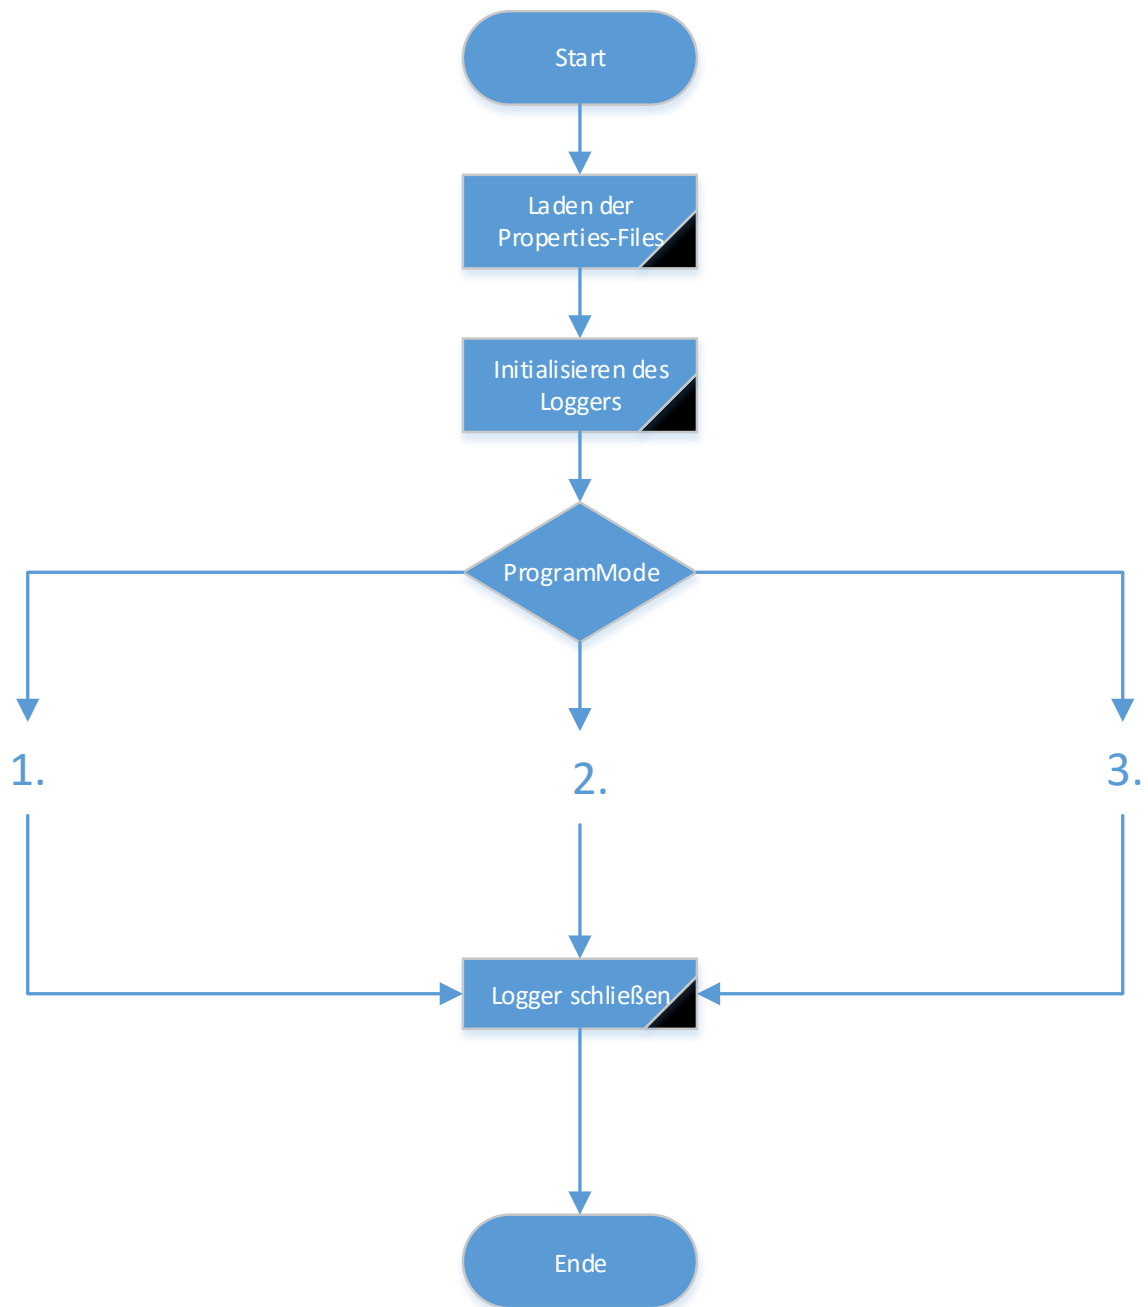 Start
Laden der
Properties-Files
Initialisieren des
Loggers
ProgramMode
1.
2.
3.
Logger schließen
Ende